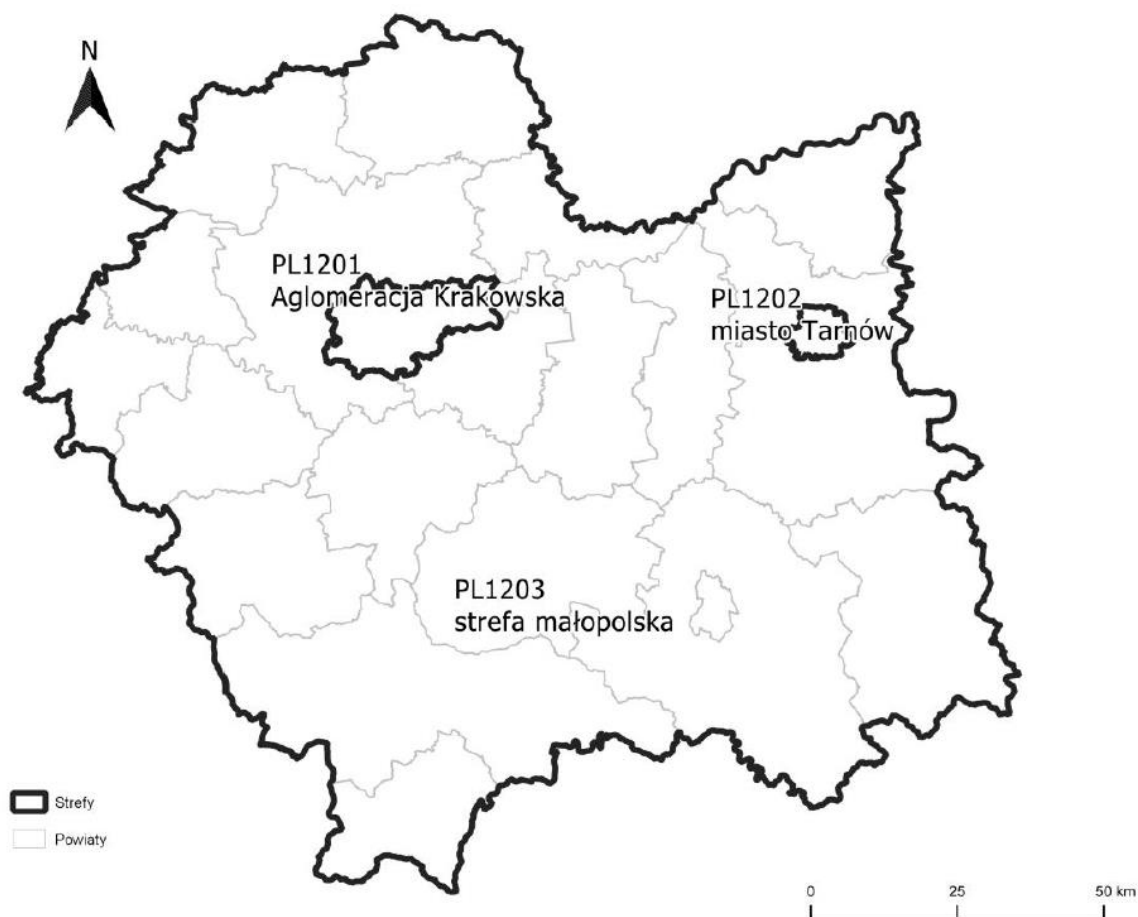 N
PL1201
Aglomeracja Krakowska
PL1202
miasto Tarnów
PL1203
strefa małopolska
Strefy
Powiaty
0 25 50 km